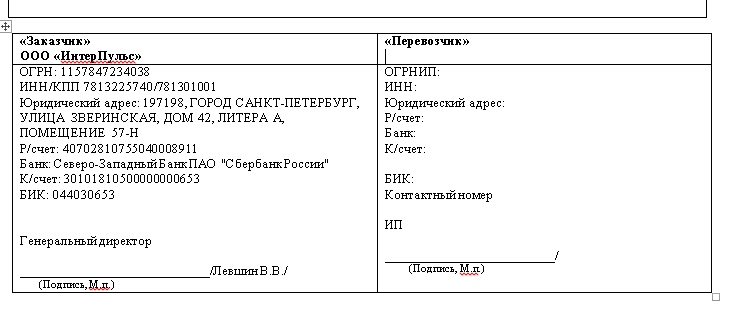 «Заказчик»
ООО «ИнтерПульс»
ОГРН: 1157847234038
ИНН/КПП 7813225740/781301001
Юридический адрес: 197198, ГОРОД САНКТ-ПЕТЕРБУРГ,
УЛИЦА ЗВЕРИНСКАЯ, ДОМ 42, ЛИТЕРА А,
ПОМЕЩЕНИЕ 57-Н
Р/счет: 40702810755040008911
Банк: Северо-Западный Банк ПАО "Сбербанк России"
К/счет: 30101810500000000653
БИК: 044030653
Генеральный директор
/Левшин В.В./
(Подпись, М.п.)
«Перевозчик»
ОГРНИП:
ИНН:
Юридический адрес:
Р/счет:
Банк:
К/счет:
БИК:
Контактный номер
ИП
/
(Подпись, М.п.)